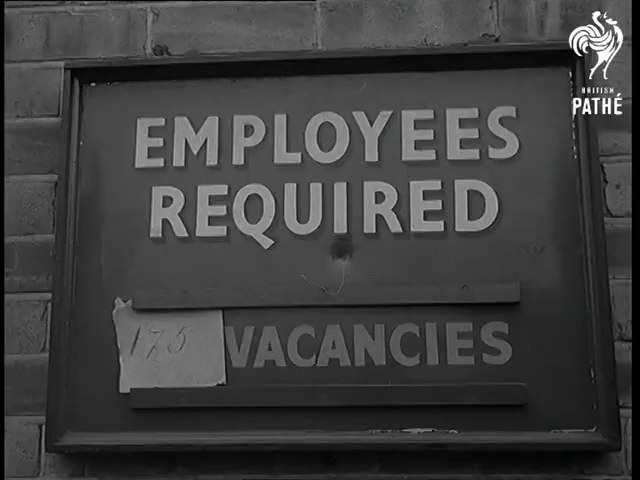 BRITISH
PATHÉ
EMPLOYEES
REQUIRED
175 VACANCIES